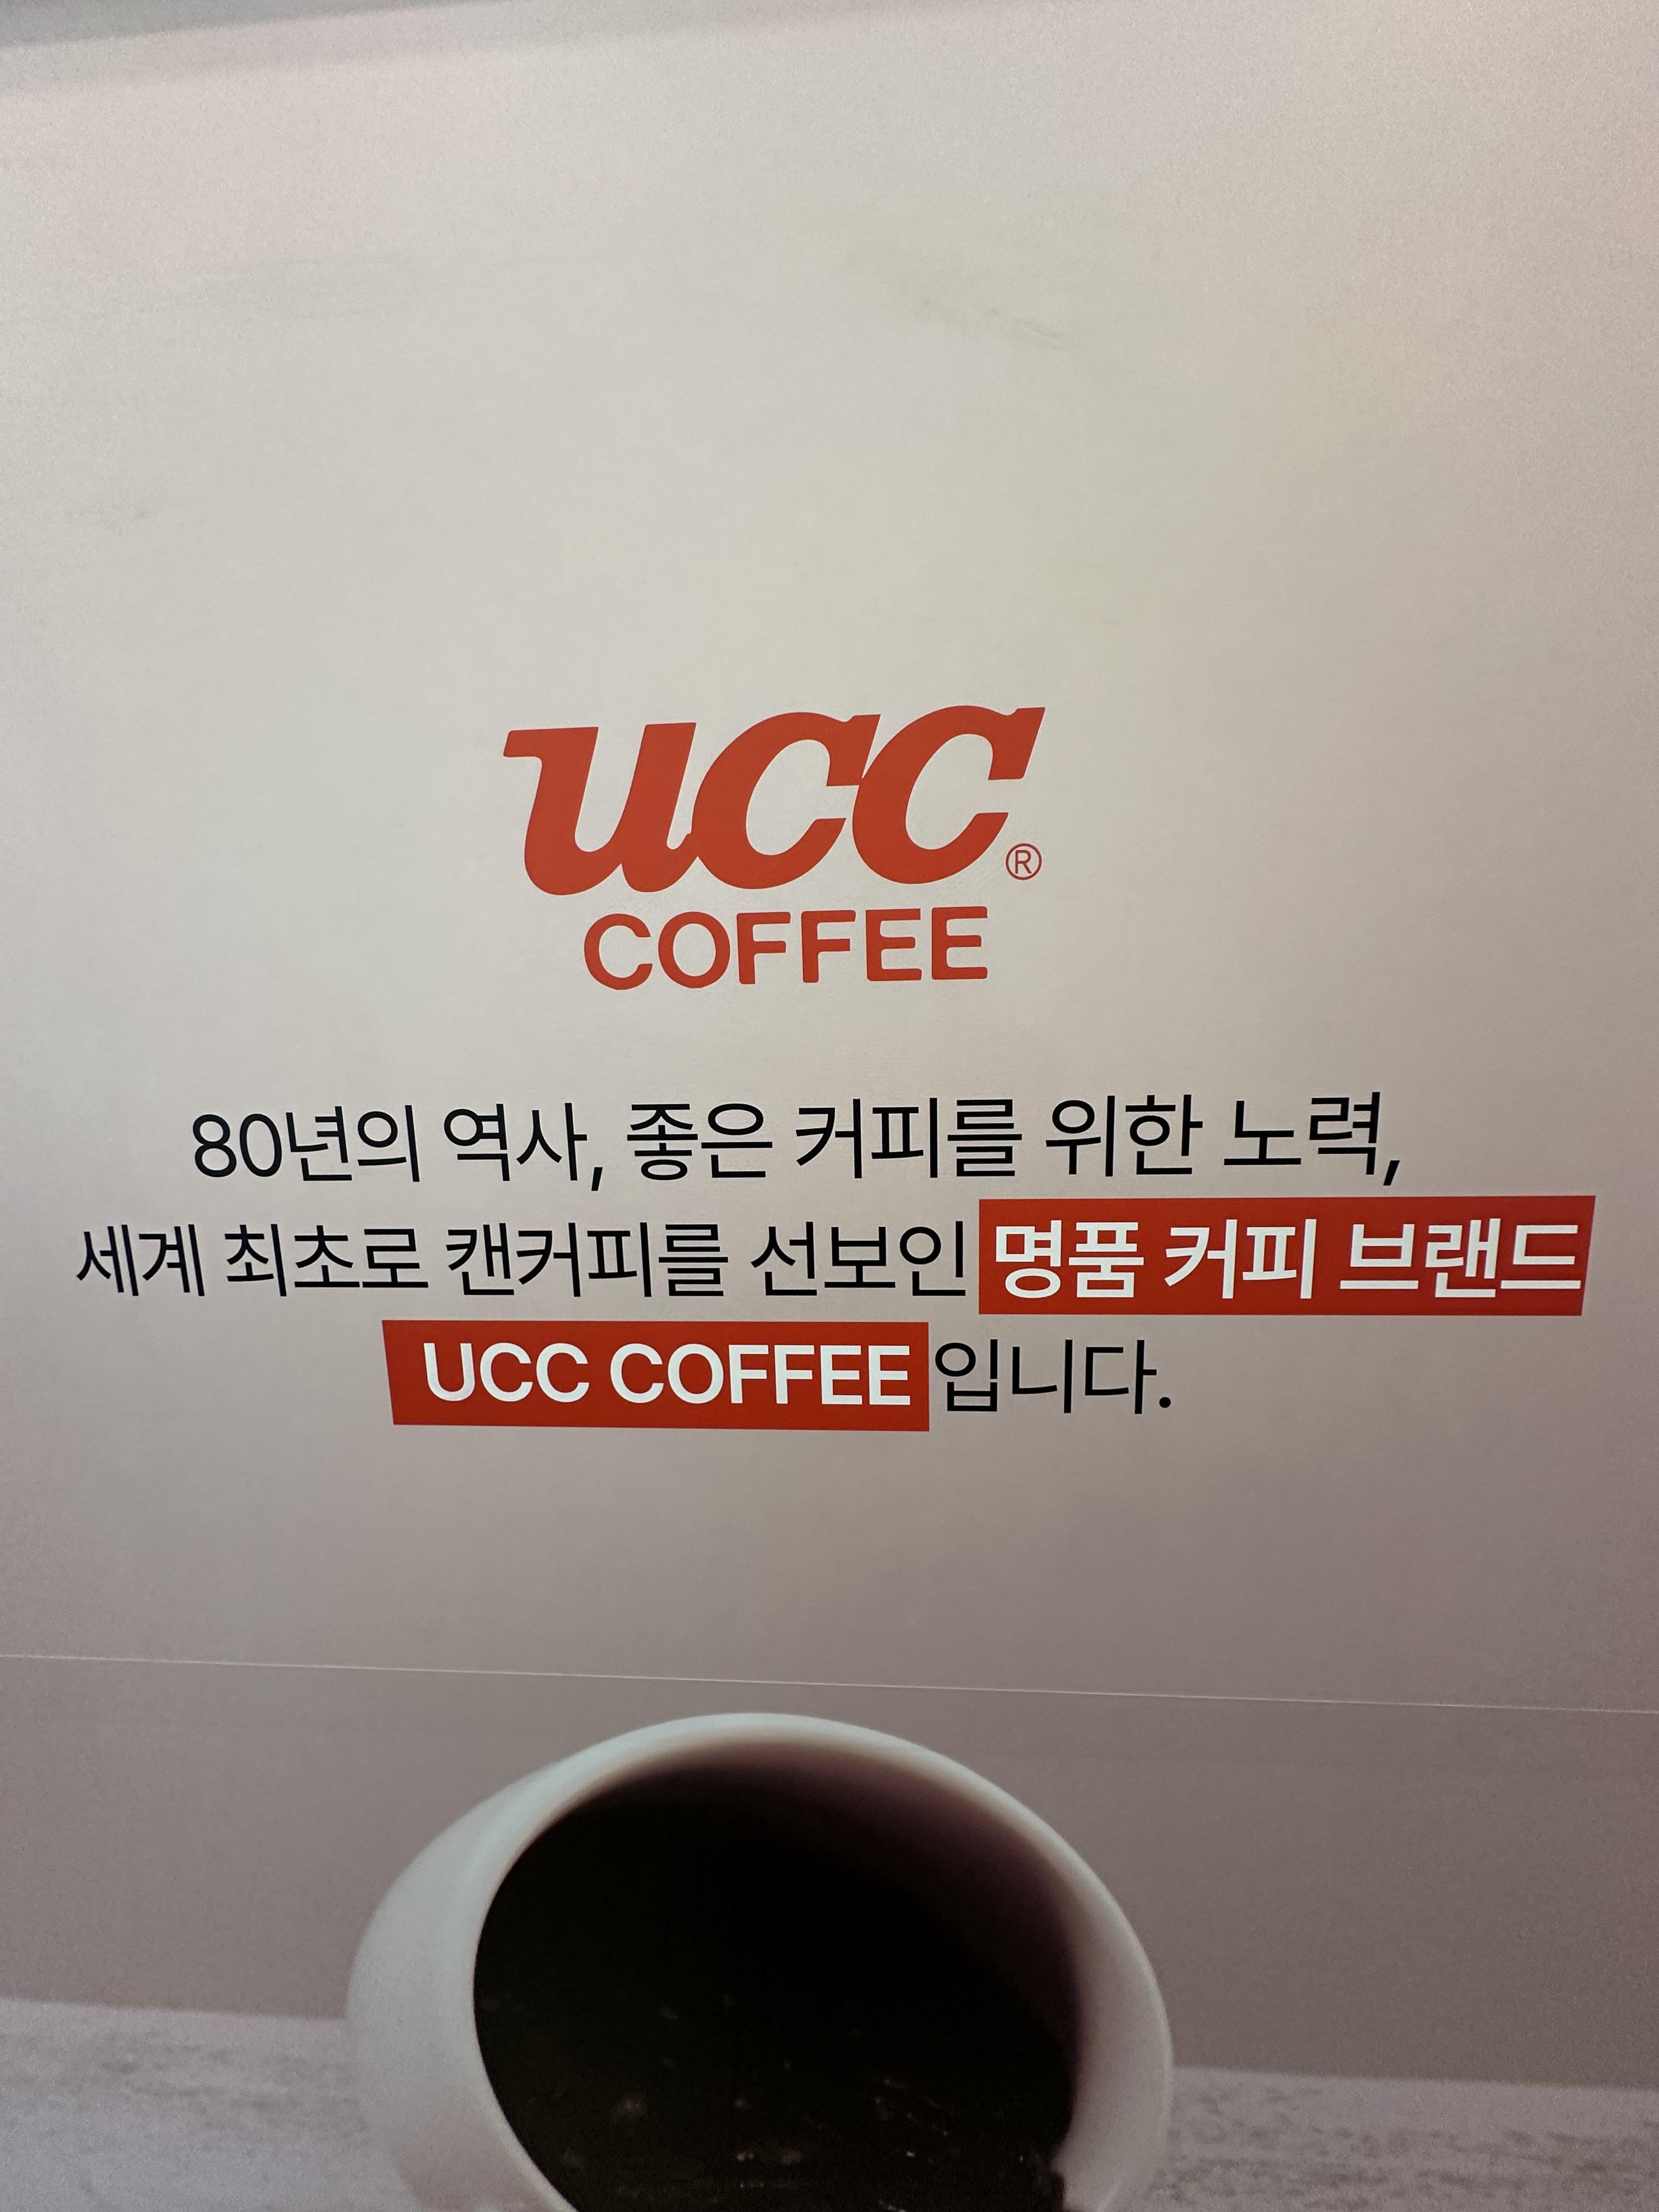 ucc®
COFFEE
80년의 역사, 좋은 커피를 위한 노력,
세계 최초로 캔커피를 선보인 명품 커피 브랜드
UCC COFFEE 입니다.